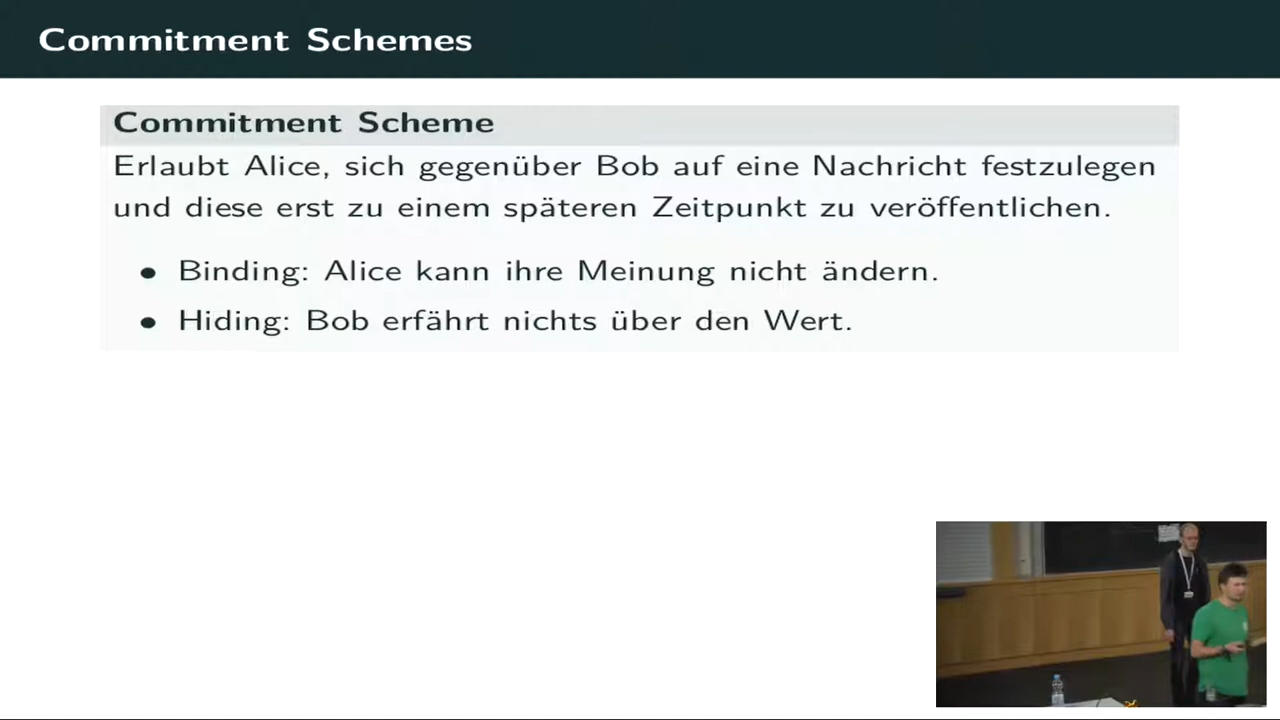 Commitment Schemes
Commitment Scheme
Erlaubt Alice, sich gegenüber Bob auf eine Nachricht festzulegen
und diese erst zu einem späteren Zeitpunkt zu veröffentlichen.
• Binding: Alice kann ihre Meinung nicht ändern.
• Hiding: Bob erfährt nichts über den Wert.